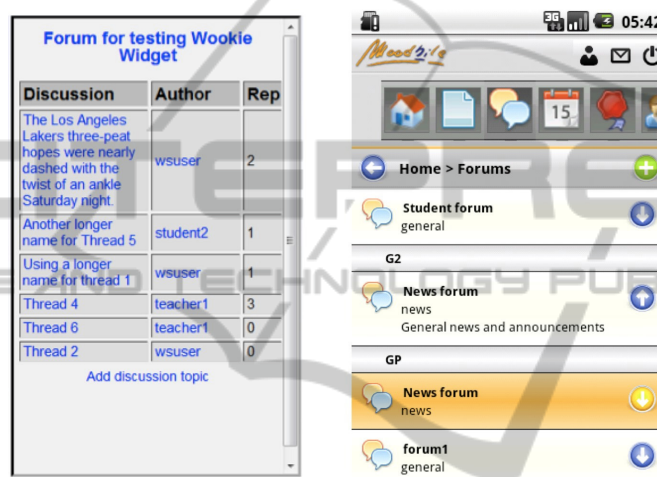 Forum for testing Wookie
Widget
Discussion Author Rep
The Los Angeles
Lakers three-peat
hopes were nearly
dashed with the
twist of an ankle
Saturday night.
wsuser 2
Another longer
name for Thread 5
student2 1
Using a longer
name for thread 1
wsuser 1
Thread 4 teacher1 3
Thread 6 teacher1 0
Thread 2 wsuser 0
Add discussion topic
3G 05:42
Moodbile
15
Home > Forums
Student forum
general
G2
News forum
news
General news and announcements
GP
News forum
news
forum1
general